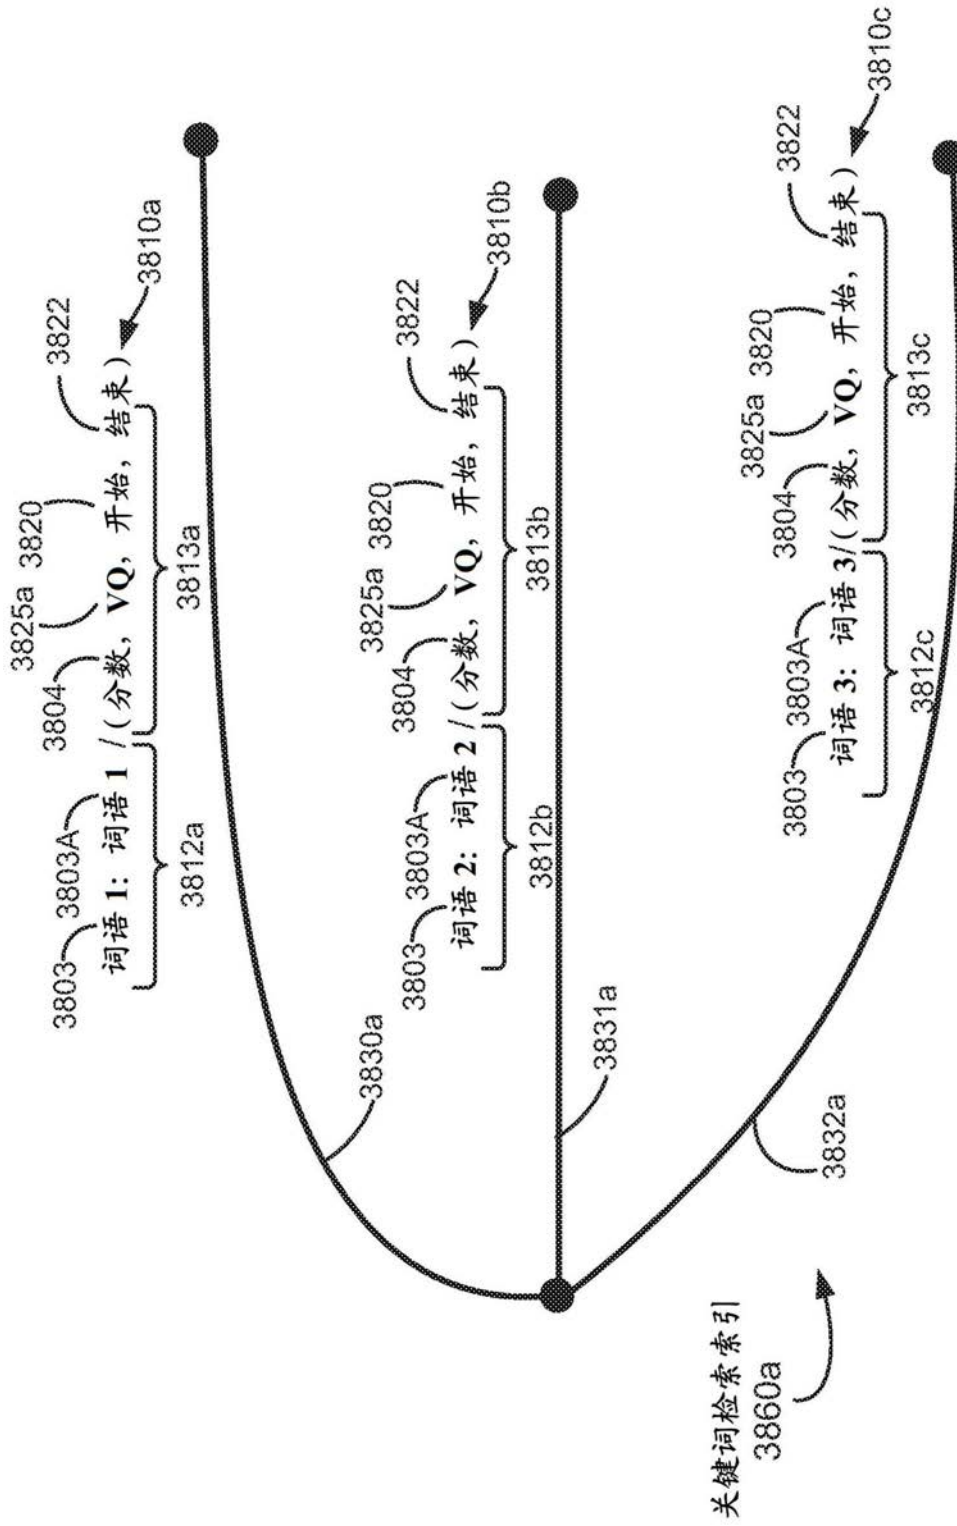 3803 3803A 3804 3825a 3820 3822
词语 1： 词语 1 /(分数，VQ，开始，结束)
3810a
3812a 3813a
3830a
3803 3803A 3804 3825a 3820 3822
词语 2： 词语 2 /(分数，VQ，开始，结束)
3810b
3812b 3813b
3831a
3803 3803A 3804 3825a 3820 3822
词语 3： 词语 3/(分数，VQ，开始，结束)
3810c
3812c 3813c
3832a
关键词检索索引
3860a